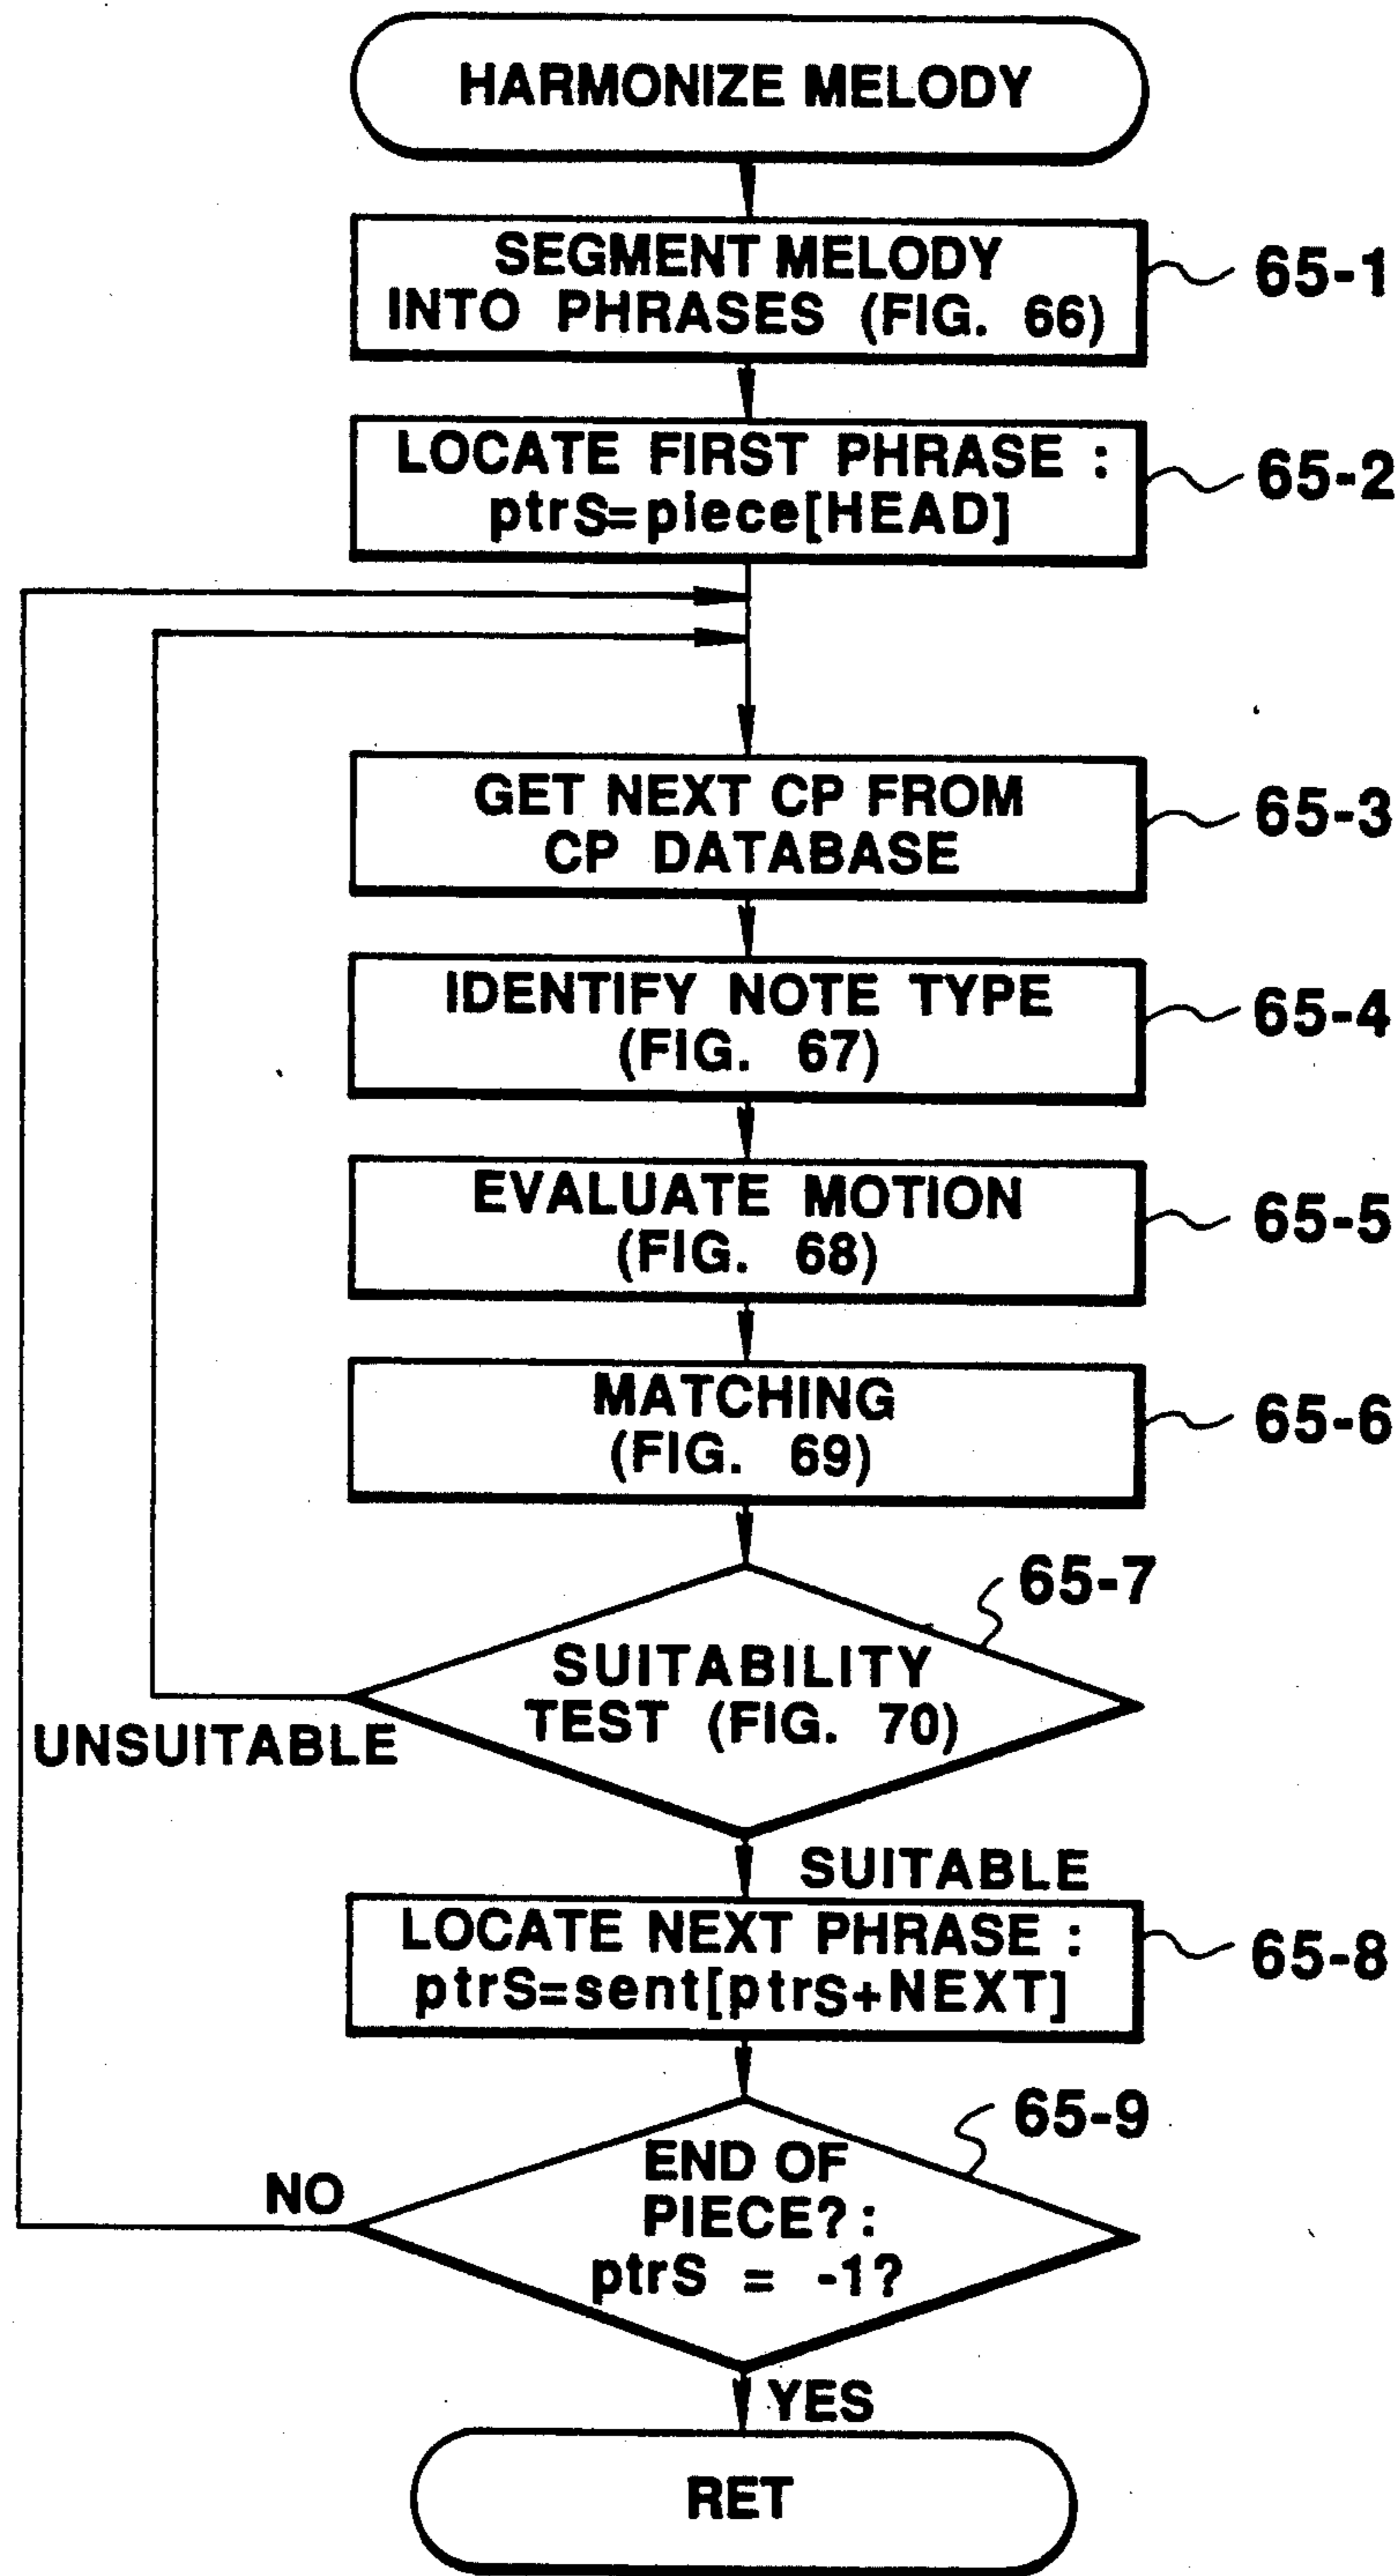 HARMONIZE MELODY
SEGMENT MELODY
INTO PHRASES (FIG. 66)
65-1
LOCATE FIRST PHRASE :
ptrS=piece[HEAD]
65-2
GET NEXT CP FROM
CP DATABASE
65-3
IDENTIFY NOTE TYPE
(FIG. 67)
65-4
EVALUATE MOTION
(FIG. 68)
65-5
MATCHING
(FIG. 69)
65-6
65-7
SUITABILITY
TEST (FIG. 70)
UNSUITABLE
SUITABLE
LOCATE NEXT PHRASE :
ptrS=sent[ptrS+NEXT]
65-8
65-9
END OF
PIECE? :
ptrS = -1?
NO
YES
RET